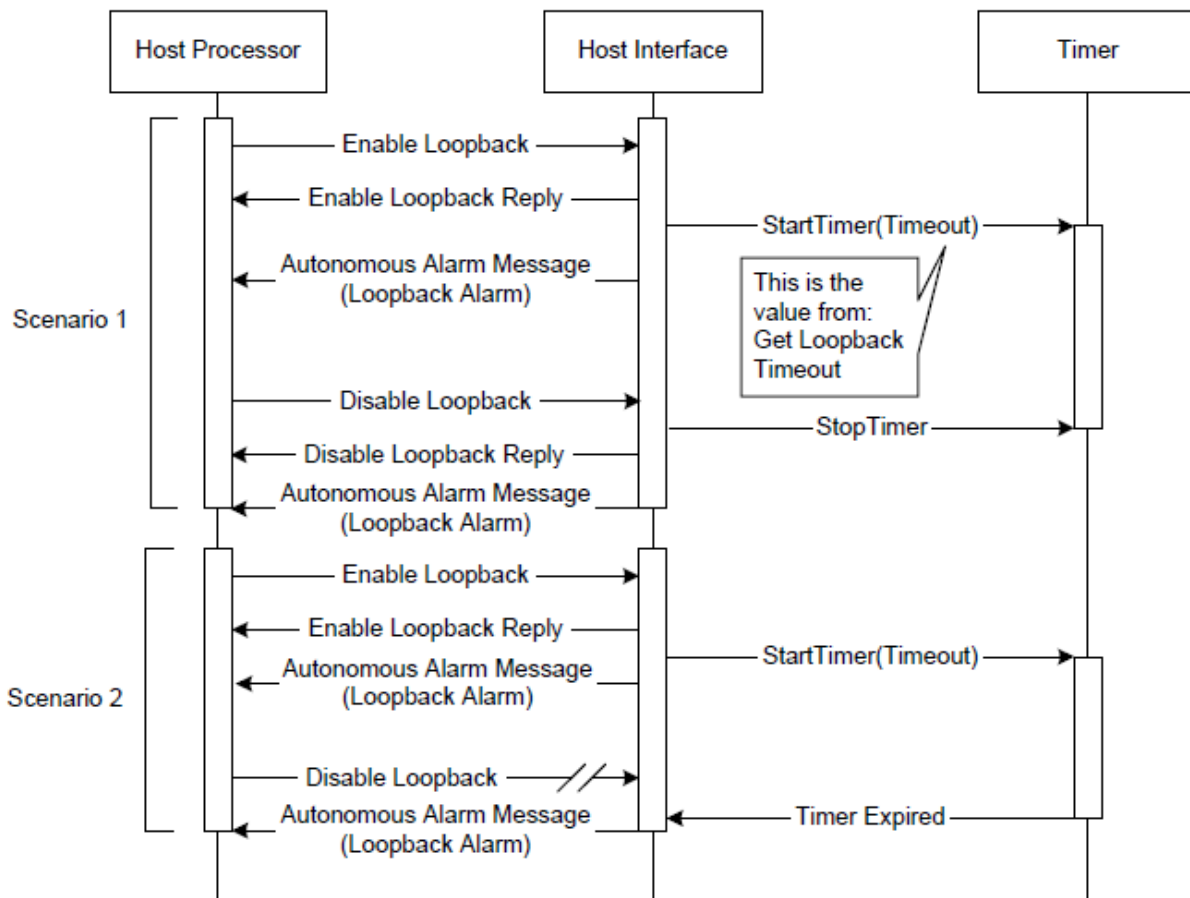 Host Processor
Host Interface
Timer
Scenario 1
Enable Loopback
Enable Loopback Reply
StartTimer(Timeout)
Autonomous Alarm Message
(Loopback Alarm)
This is the
value from:
Get Loopback
Timeout
Disable Loopback
StopTimer
Disable Loopback Reply
Autonomous Alarm Message
(Loopback Alarm)
Scenario 2
Enable Loopback
Enable Loopback Reply
StartTimer(Timeout)
Autonomous Alarm Message
(Loopback Alarm)
Disable Loopback
Timer Expired
Autonomous Alarm Message
(Loopback Alarm)